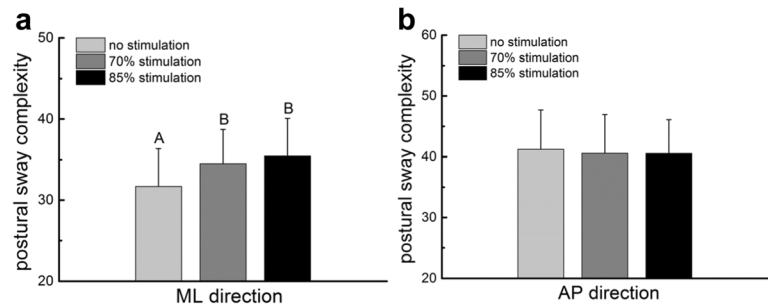 a
50
40
30
20
postural sway complexity
no stimulation
70% stimulation
85% stimulation
A
B
B
ML direction
b
60
50
40
30
20
postural sway complexity
no stimulation
70% stimulation
85% stimulation
AP direction